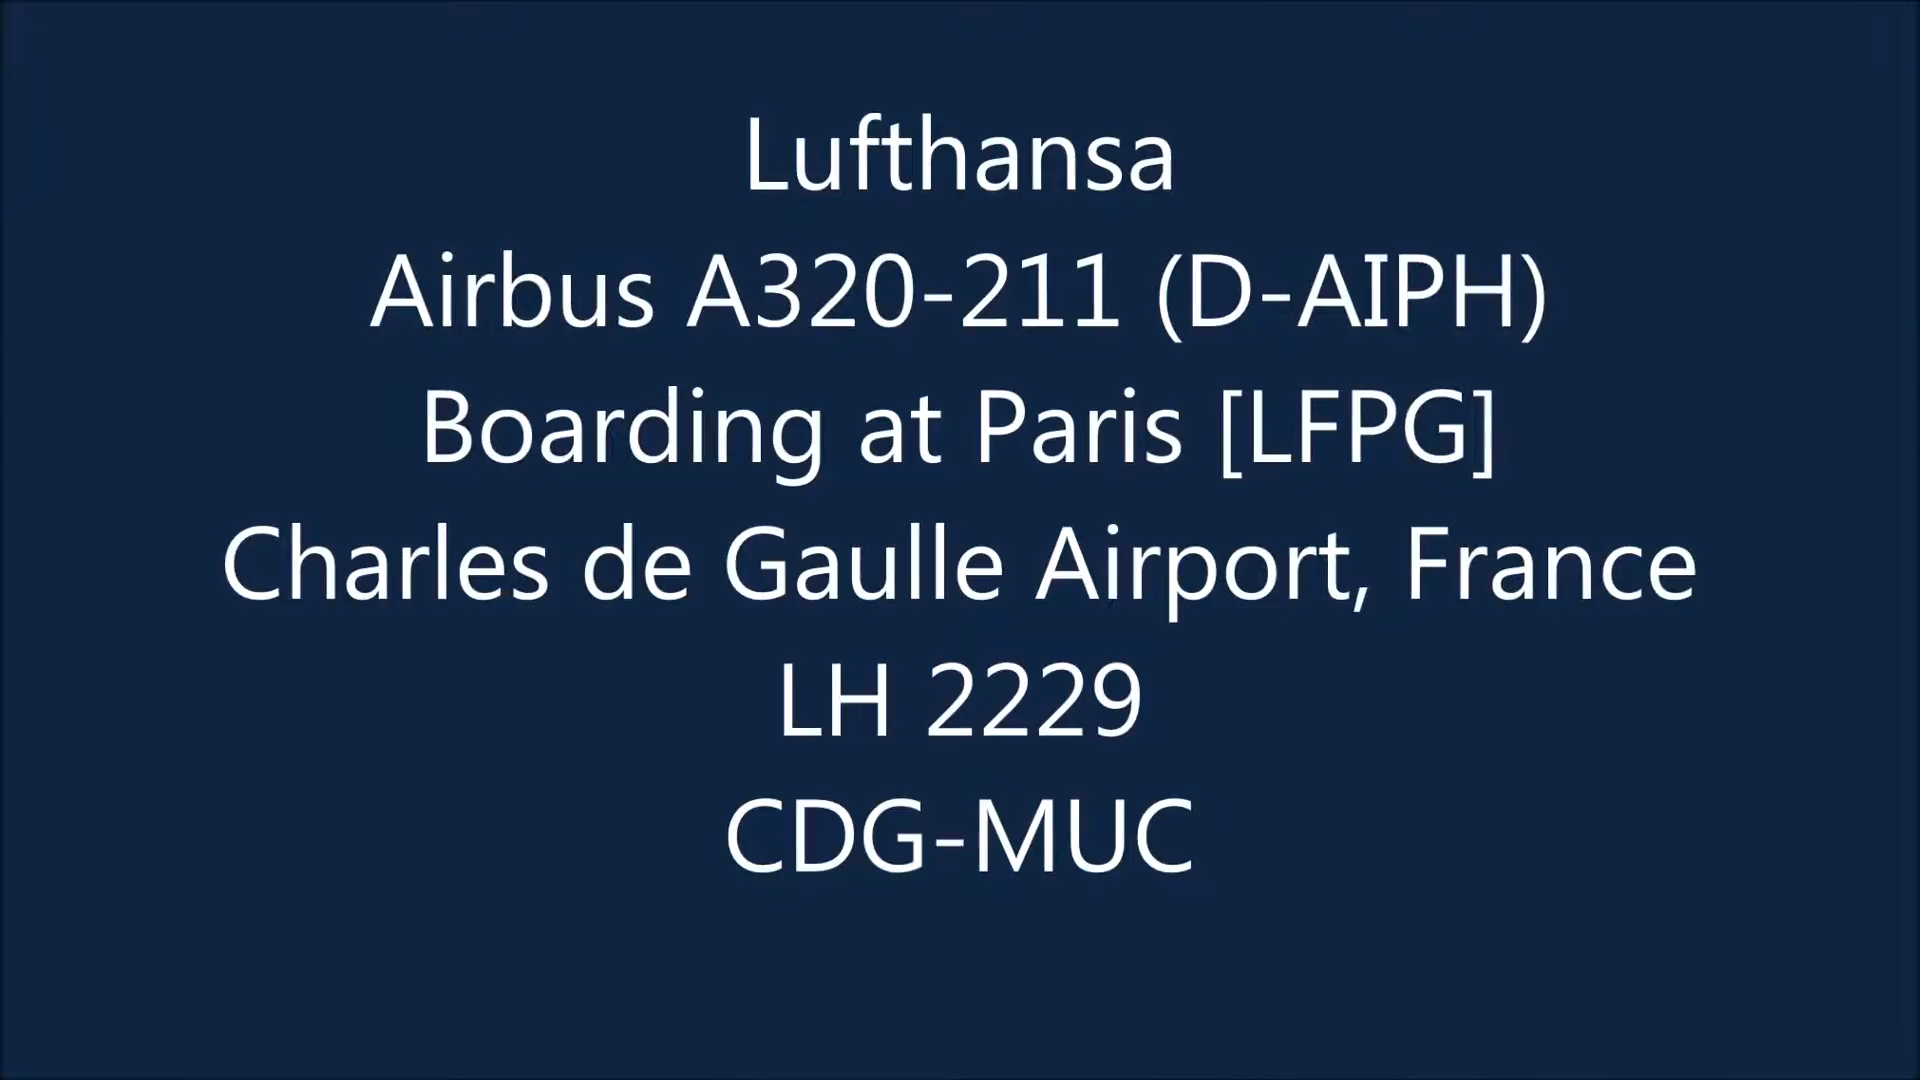 Lufthansa
Airbus A320-211 (D-AIPH)
Boarding at Paris [LFPG]
Charles de Gaulle Airport, France
LH 2229
CDG-MUC